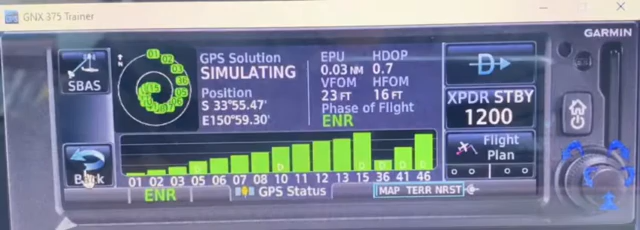 GNX 375 Trainer
GARMIN
SBAS
GPS Solution
SIMULATING
Position
S 33°55.47'
E150°59.30'
EPU HDOP
0.03 NM 0.7
VFOM HFOM
23 FT 16 FT
Phase of Flight
ENR
D
XPDR STBY
1200
Flight
Plan
Back
01 02 03 05 06 07 08 10 11 12 13 15 36 41 46
ENR
GPS Status
MAP TERR NRST